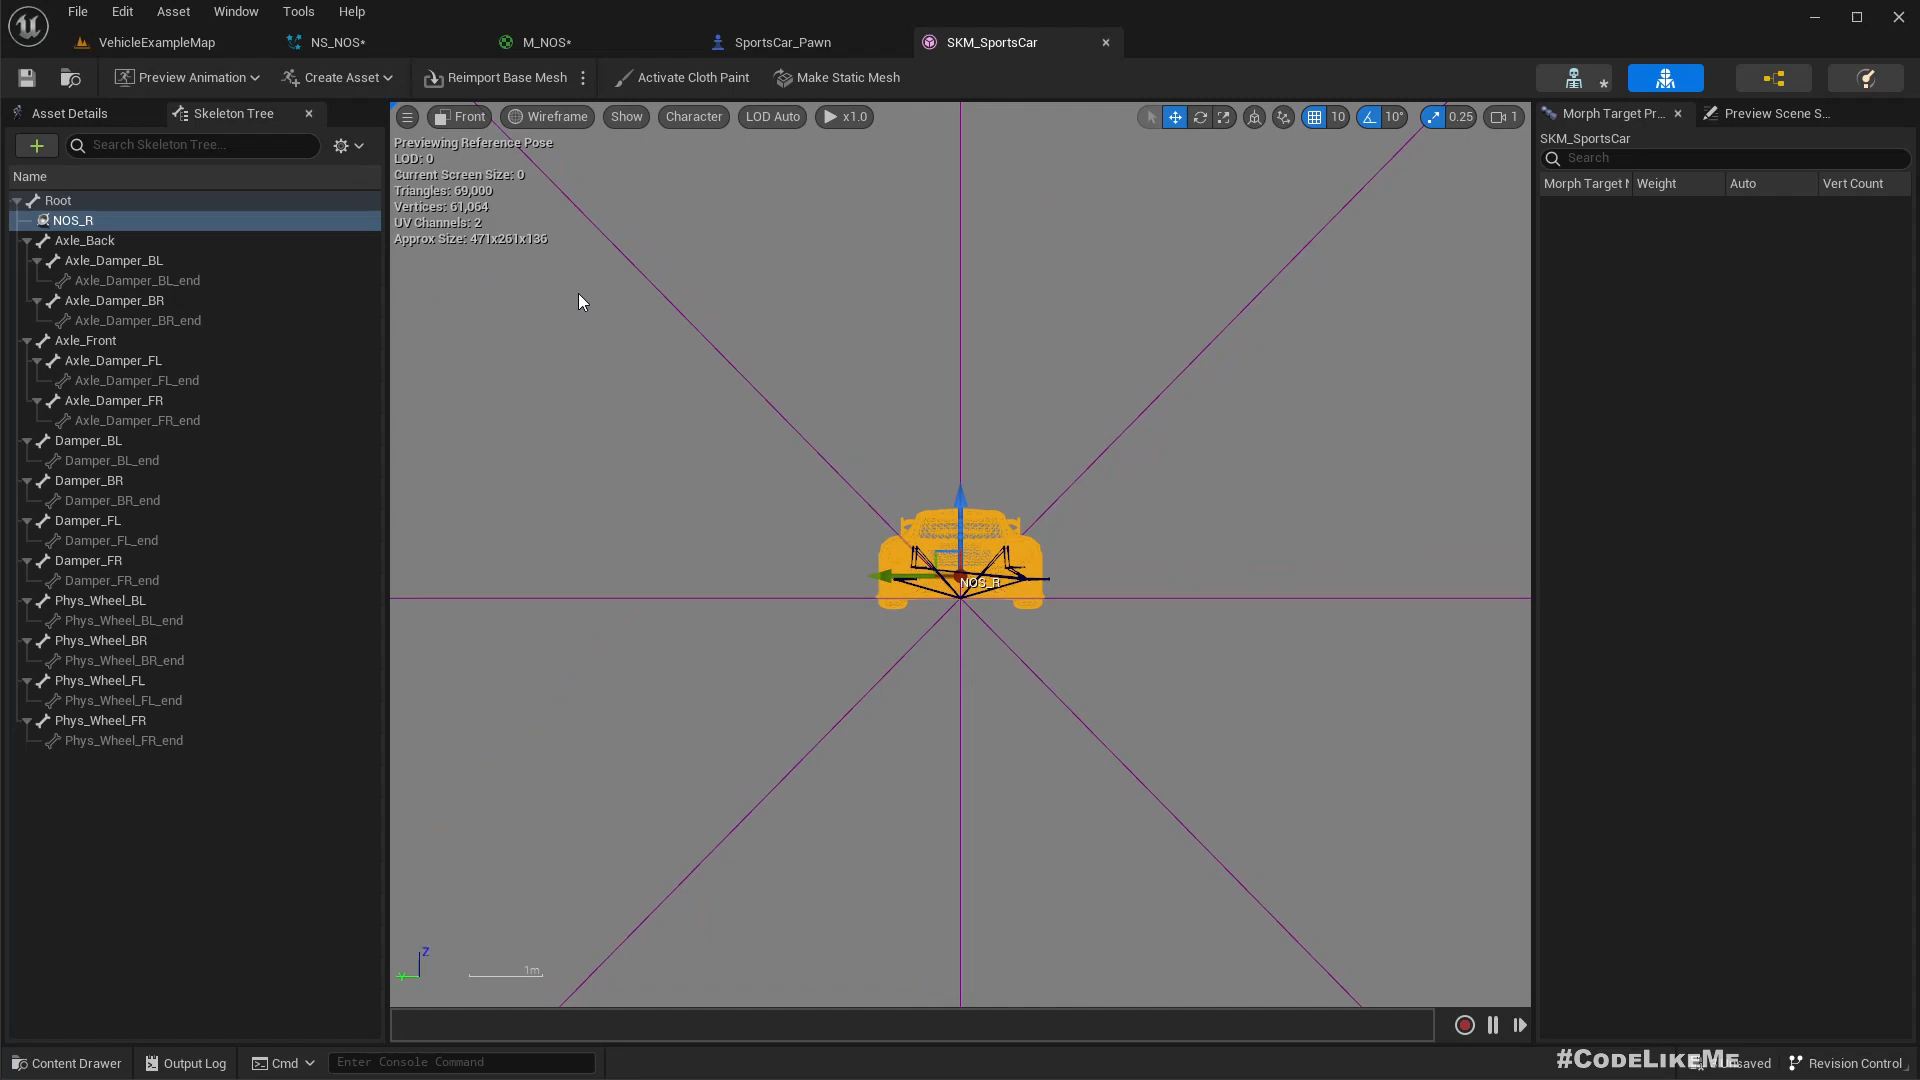 File Edit Asset Window Tools Help
VehicleExampleMap NS_NOS* M_NOS* SportsCar_Pawn SKM_SportsCar
Preview Animation Create Asset Reimport Base Mesh Activate Cloth Paint Make Static Mesh
Asset Details Skeleton Tree
Search Skeleton Tree...
Name
Root
NOS_R
Axle_Back
Axle_Damper_BL
Axle_Damper_BL_end
Axle_Damper_BR
Axle_Damper_BR_end
Axle_Front
Axle_Damper_FL
Axle_Damper_FL_end
Axle_Damper_FR
Axle_Damper_FR_end
Damper_BL
Damper_BL_end
Damper_BR
Damper_BR_end
Damper_FL
Damper_FL_end
Damper_FR
Damper_FR_end
Phys_Wheel_BL
Phys_Wheel_BL_end
Phys_Wheel_BR
Phys_Wheel_BR_end
Phys_Wheel_FL
Phys_Wheel_FL_end
Phys_Wheel_FR
Phys_Wheel_FR_end
Front Wireframe Show Character LOD Auto x1.0 10 10° 0.25 1
Previewing Reference Pose
LOD: 0
Current Screen Size: 0
Triangles: 69,000
Vertices: 61,064
UV Channels: 2
Approx Size: 471x261x136
NOS_R
Z
Y
1m
Morph Target Pr... Preview Scene S...
SKM_SportsCar
Search
Morph Target Weight Auto Vert Count
Content Drawer Output Log Cmd Enter Console Command
#CodeLikeMe
Revision Control